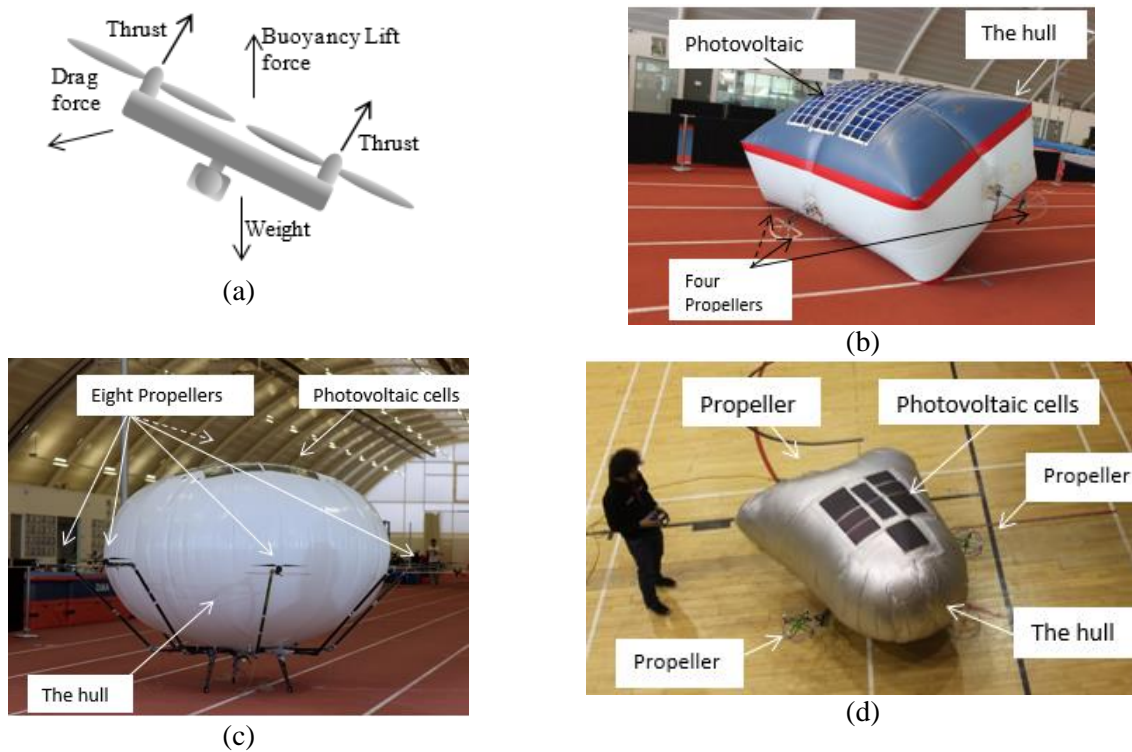 Thrust
Buoyancy Lift
force
Drag
force
Thrust
Weight
(a)
Photovoltaic
The hull
Four
Propellers
(b)
Eight Propellers
Photovoltaic cells
The hull
(c)
Propeller
Photovoltaic cells
Propeller
The hull
Propeller
(d)